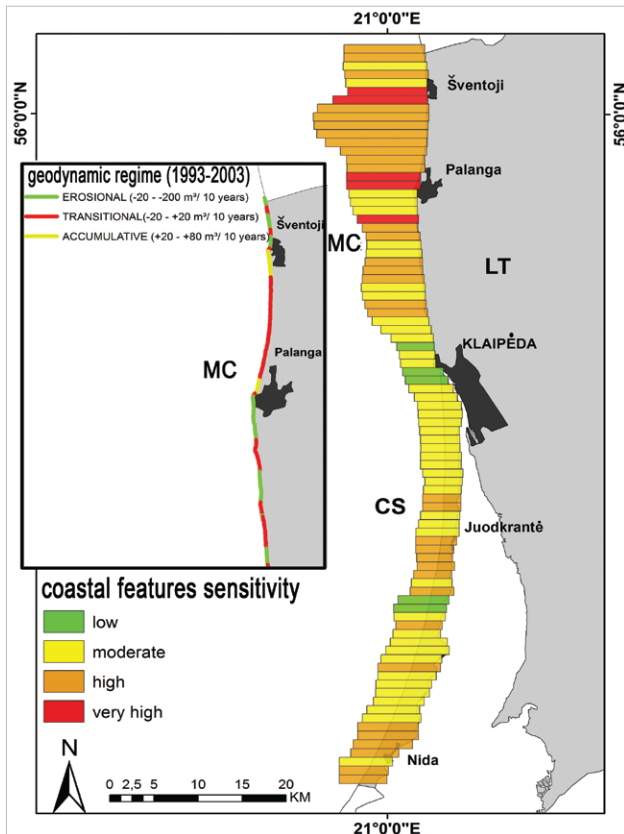 21°0'0"E
56°0'0"N
56°0'0"N
Šventoji
Palanga
MC
LT
KLAIPĖDA
CS
Juodkrantė
Nida
geodynamic regime (1993-2003)
EROSIONAL (-20 - -200 m³/ 10 years)
TRANSITIONAL (-20 - +20 m³/ 10 years)
ACCUMULATIVE (+20 - +80 m³/ 10 years)
Šventoji
Palanga
MC
coastal features sensitivity
low
moderate
high
very high
N
0 2,5 5 10 15 20
KM
21°0'0"E